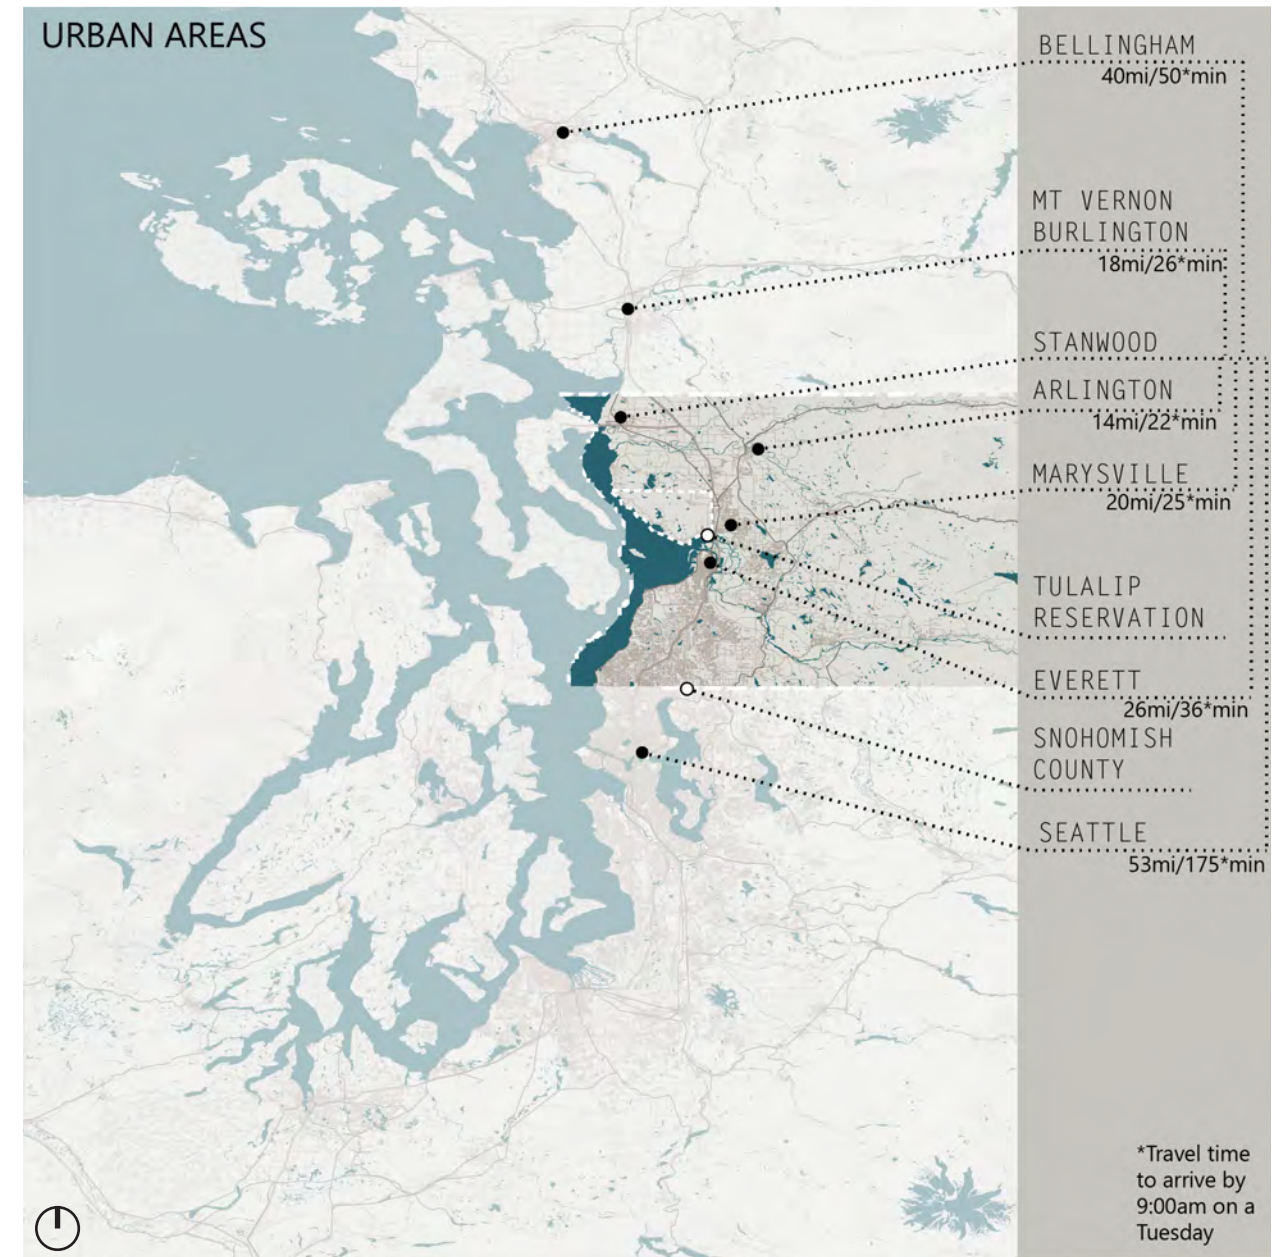 URBAN AREAS
BELLINGHAM
40mi/50*min
MT VERNON
BURLINGTON
18mi/26*min
STANWOOD
ARLINGTON
14mi/22*min
MARYSVILLE
20mi/25*min
TULALIP
RESERVATION
EVERETT
26mi/36*min
SNOHOMISH
COUNTY
SEATTLE
53mi/175*min
*Travel time
to arrive by
9:00am on a
Tuesday